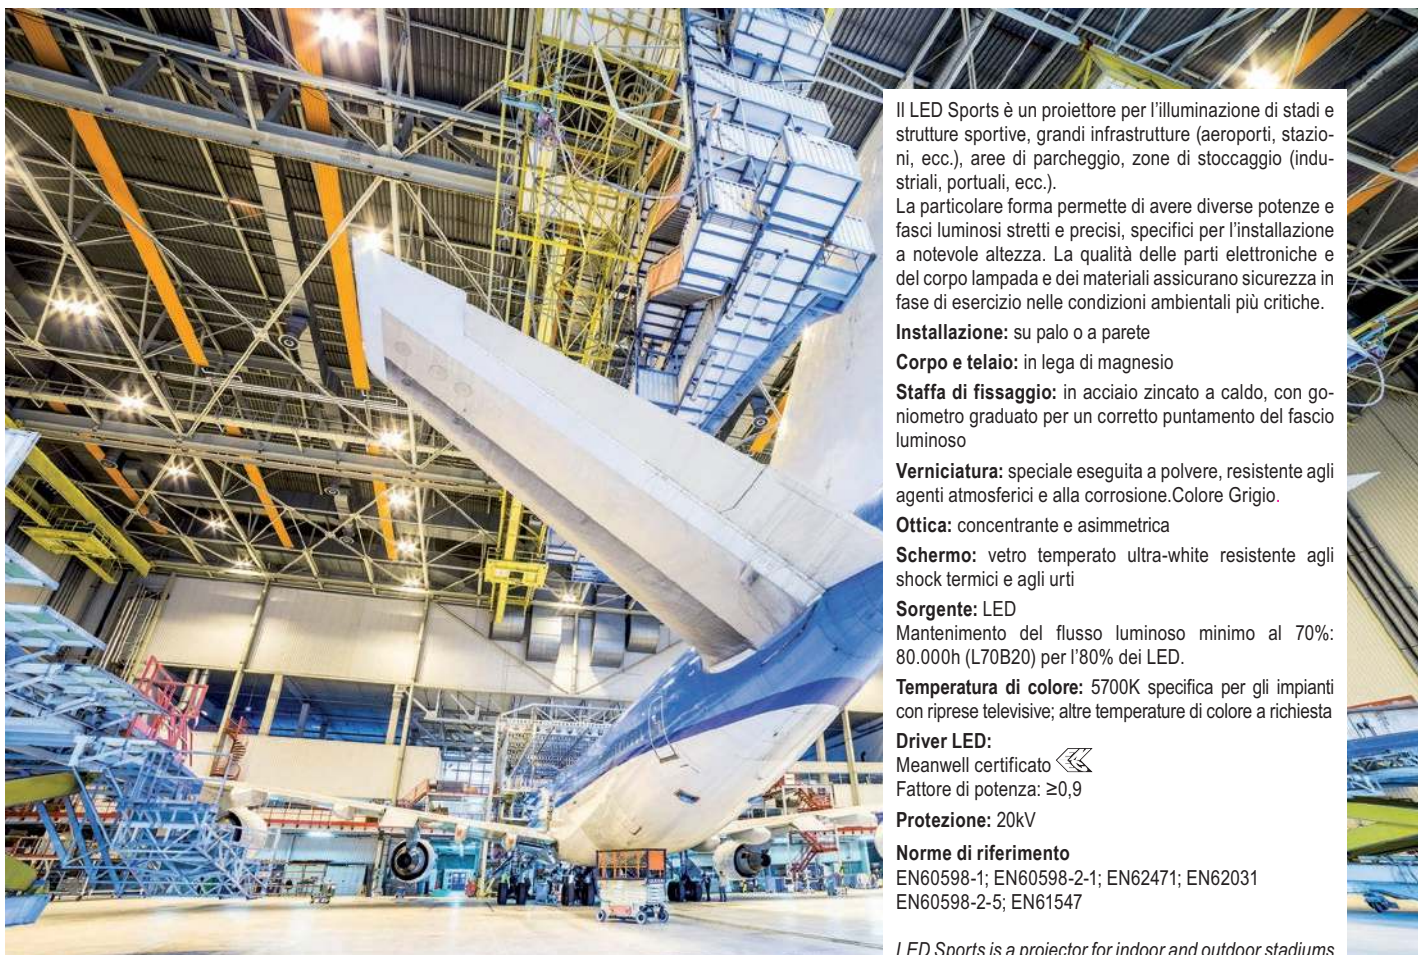 Il LED Sports è un proiettore per l’illuminazione di stadi e
strutture sportive, grandi infrastrutture (aeroporti, stazio-
ni, ecc.), aree di parcheggio, zone di stoccaggio (indu-
striali, portuali, ecc.).
La particolare forma permette di avere diverse potenze e
fasci luminosi stretti e precisi, specifici per l’installazione
a notevole altezza. La qualità delle parti elettroniche e
del corpo lampada e dei materiali assicurano sicurezza in
fase di esercizio nelle condizioni ambientali più critiche.
Installazione: su palo o a parete
Corpo e telaio: in lega di magnesio
Staffa di fissaggio: in acciaio zincato a caldo, con go-
niometro graduato per un corretto puntamento del fascio
luminoso
Verniciatura: speciale eseguita a polvere, resistente agli
agenti atmosferici e alla corrosione.Colore Grigio.
Ottica: concentrante e asimmetrica
Schermo: vetro temperato ultra-white resistente agli
shock termici e agli urti
Sorgente: LED
Mantenimento del flusso luminoso minimo al 70%:
80.000h (L70B20) per l’80% dei LED.
Temperatura di colore: 5700K specifica per gli impianti
con riprese televisive; altre temperature di colore a richiesta
Driver LED:
Meanwell certificato
Fattore di potenza: ≥0,9
Protezione: 20kV
Norme di riferimento
EN60598-1; EN60598-2-1; EN62471; EN62031
EN60598-2-5; EN61547
LED Sports is a projector for indoor and outdoor stadiums